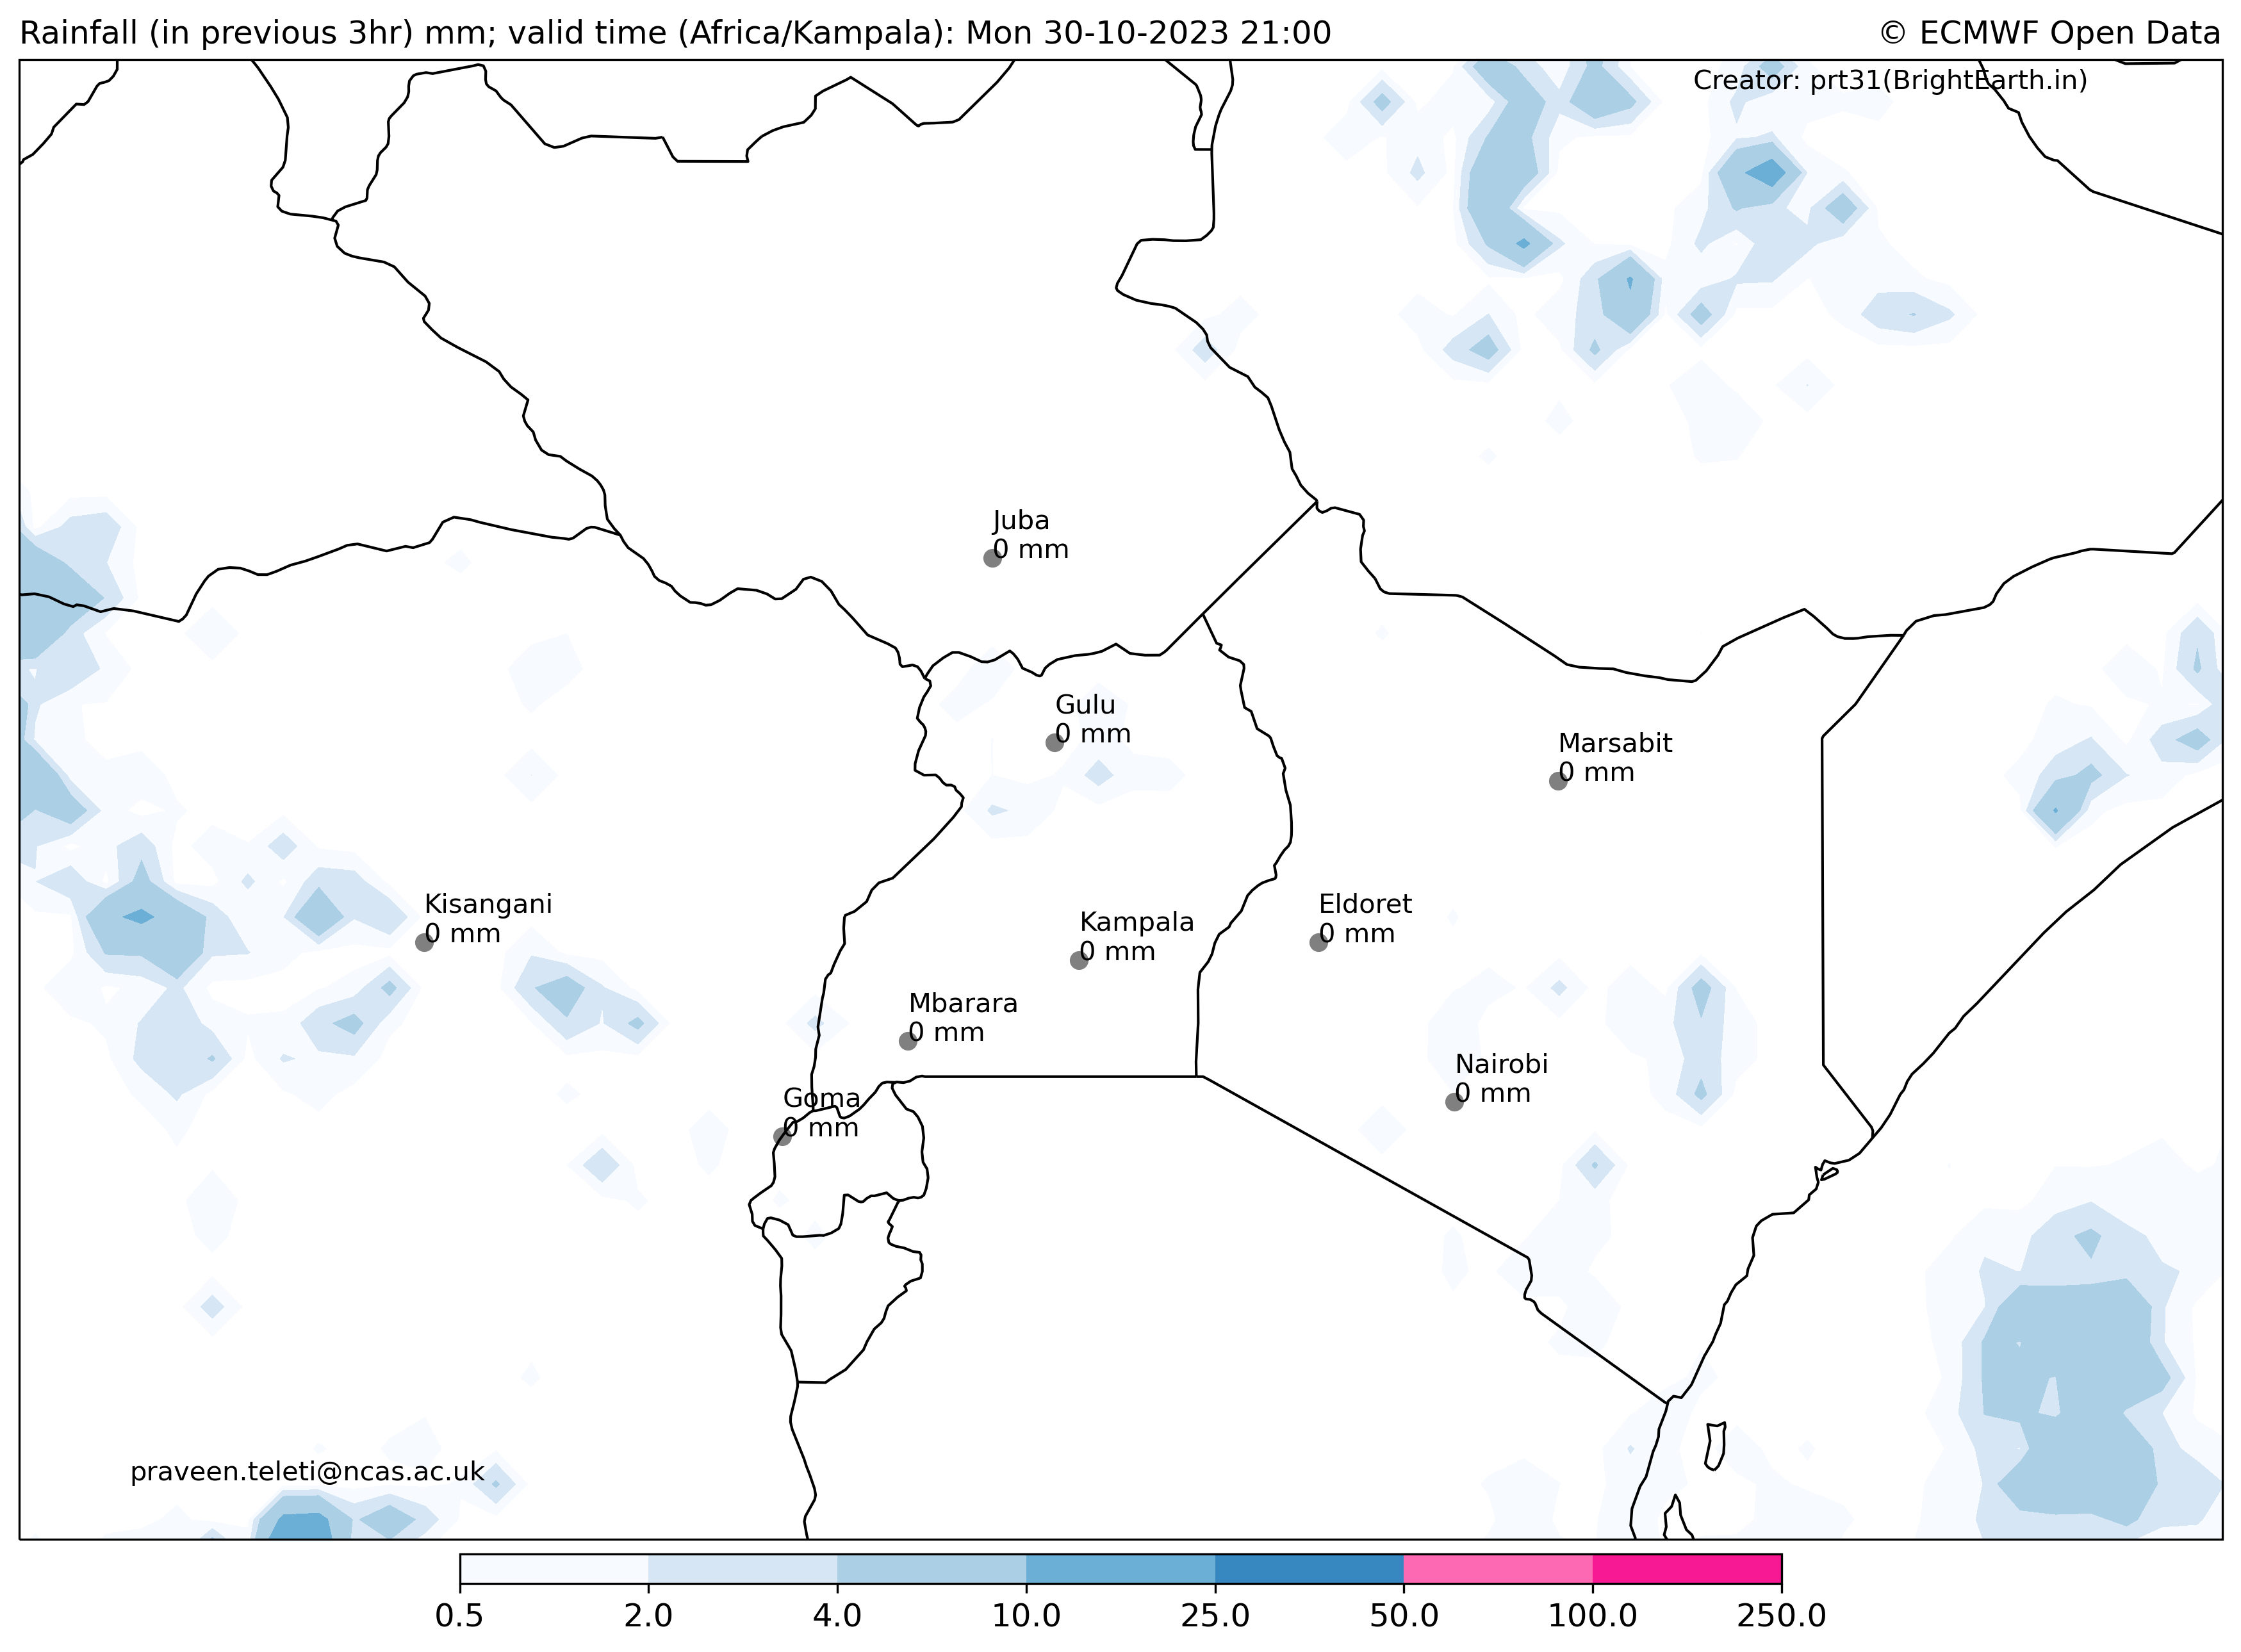 Rainfall (in previous 3hr) mm; valid time (Africa/Kampala): Mon 30-10-2023 21:00
© ECMWF Open Data
Creator: prt31(BrightEarth.in)
Juba
0 mm
Gulu
0 mm
Marsabit
0 mm
Kisangani
0 mm
Kampala
0 mm
Eldoret
0 mm
Mbarara
0 mm
Nairobi
0 mm
Goma
0 mm
praveen.teleti@ncas.ac.uk
0.5 2.0 4.0 10.0 25.0 50.0 100.0 250.0